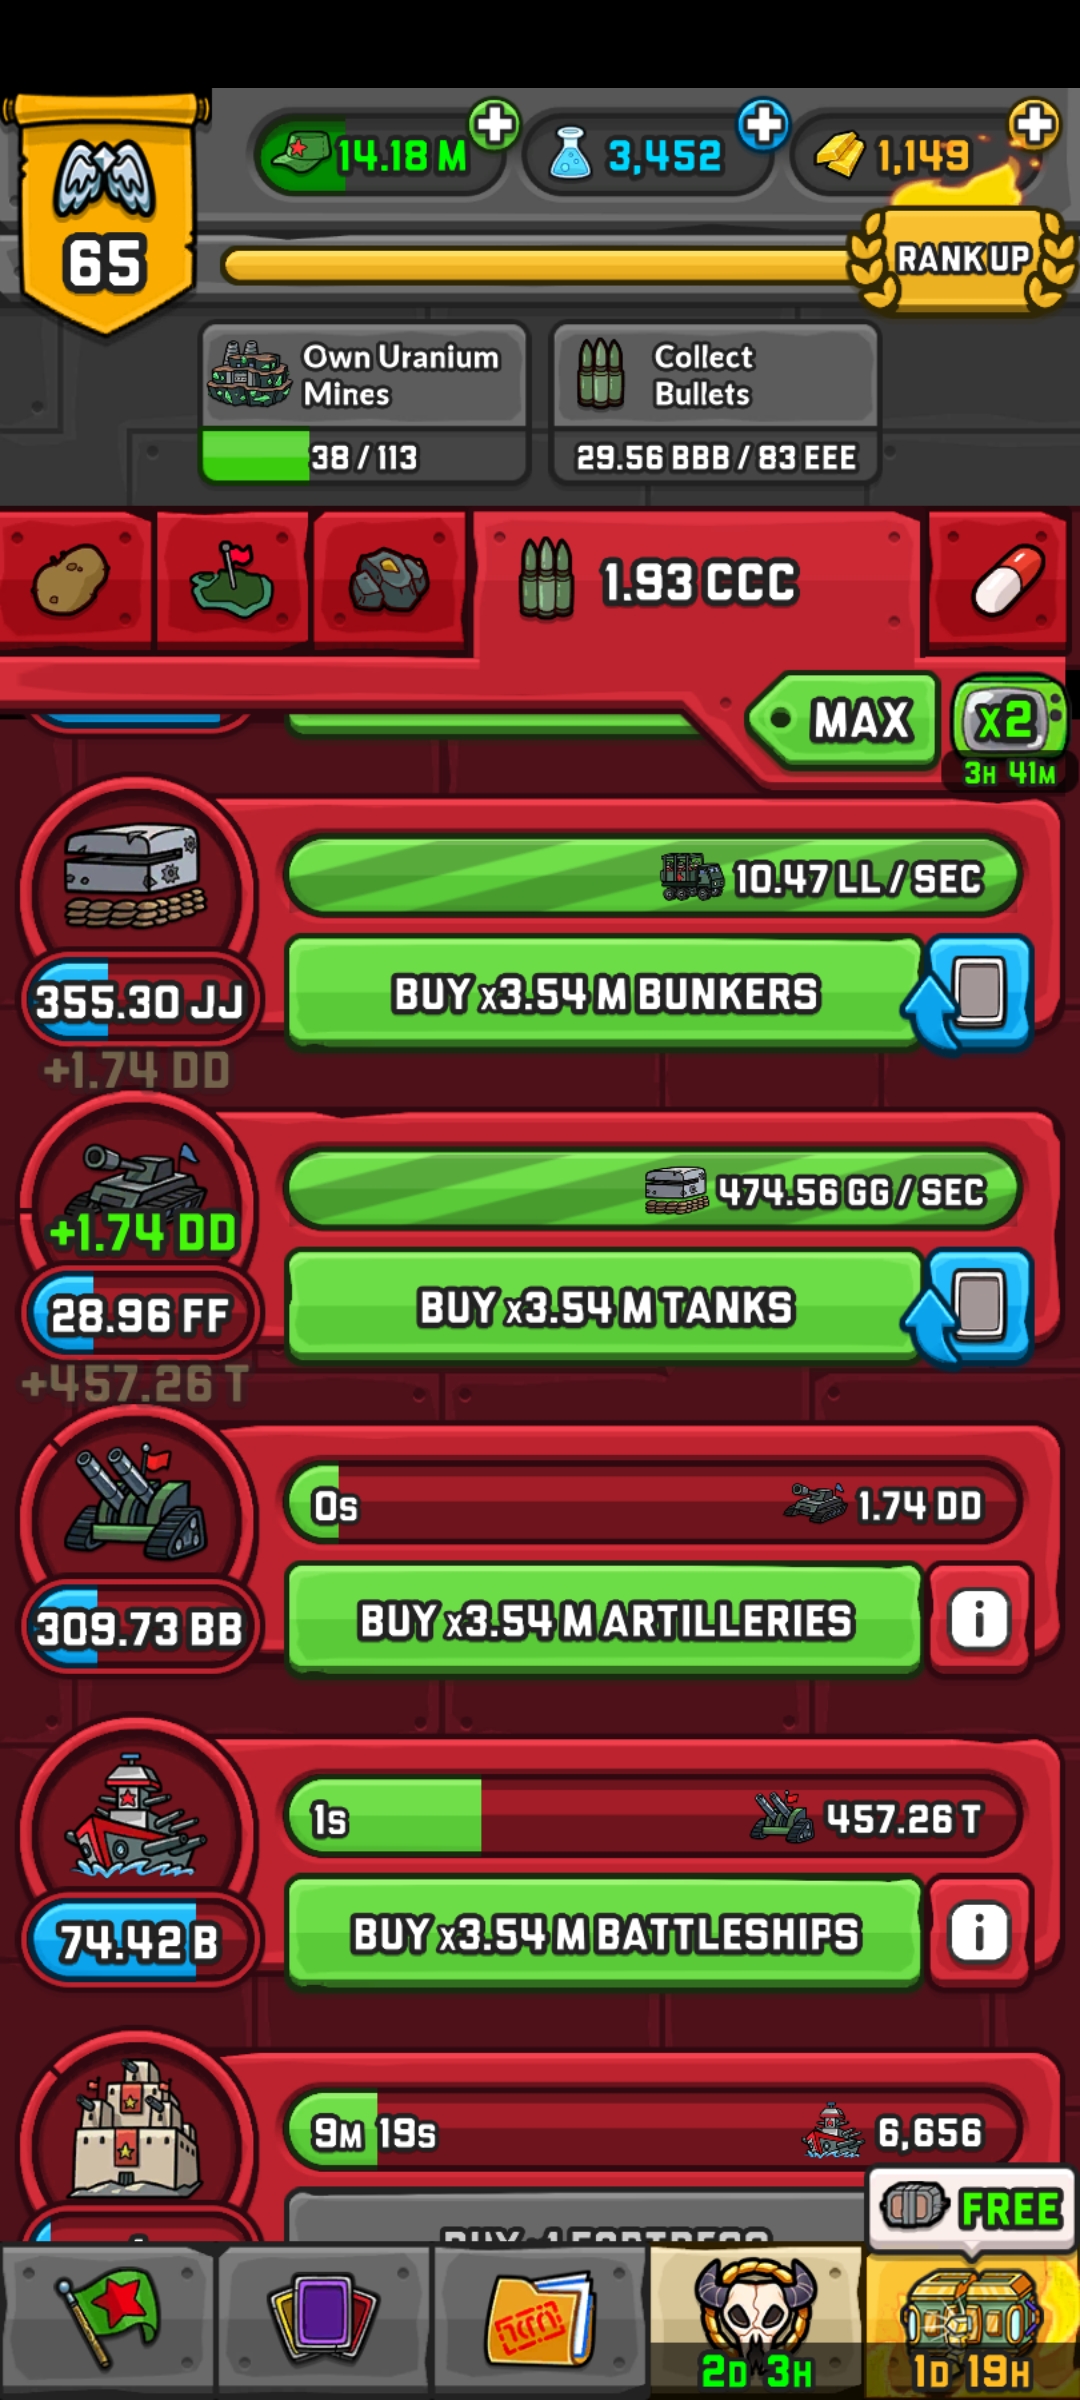 14.18 M
3,452
1,149
65
RANK UP
Own Uranium
Mines
38 / 113
Collect
Bullets
29.56 BBB / 83 EEE
1.93 CCC
MAX
x2
3H 41M
10.47 LL / SEC
355.30 JJ
BUY x3.54 M BUNKERS
+1.74 DD
474.56 GG / SEC
+1.74 DD
28.96 FF
BUY x3.54 M TANKS
+457.26 T
0s
1.74 DD
309.73 BB
BUY x3.54 M ARTILLERIES
i
1s
457.26 T
74.42 B
BUY x3.54 M BATTLESHIPS
i
9M 19s
6,656
FREE
BUY x1 FORTRESS
2D 3H
1D 19H